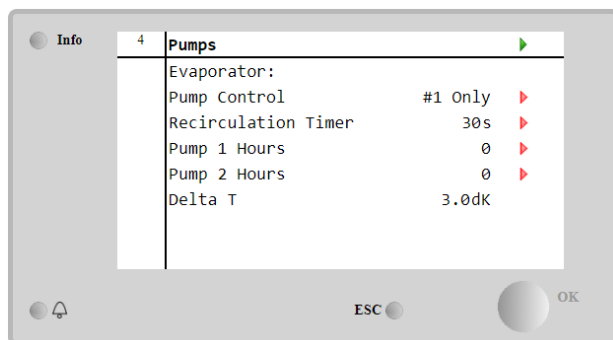 Info
4 Pumps
Evaporator:
Pump Control #1 Only
Recirculation Timer 30s
Pump 1 Hours 0
Pump 2 Hours 0
Delta T 3.0dK
ESC
OK